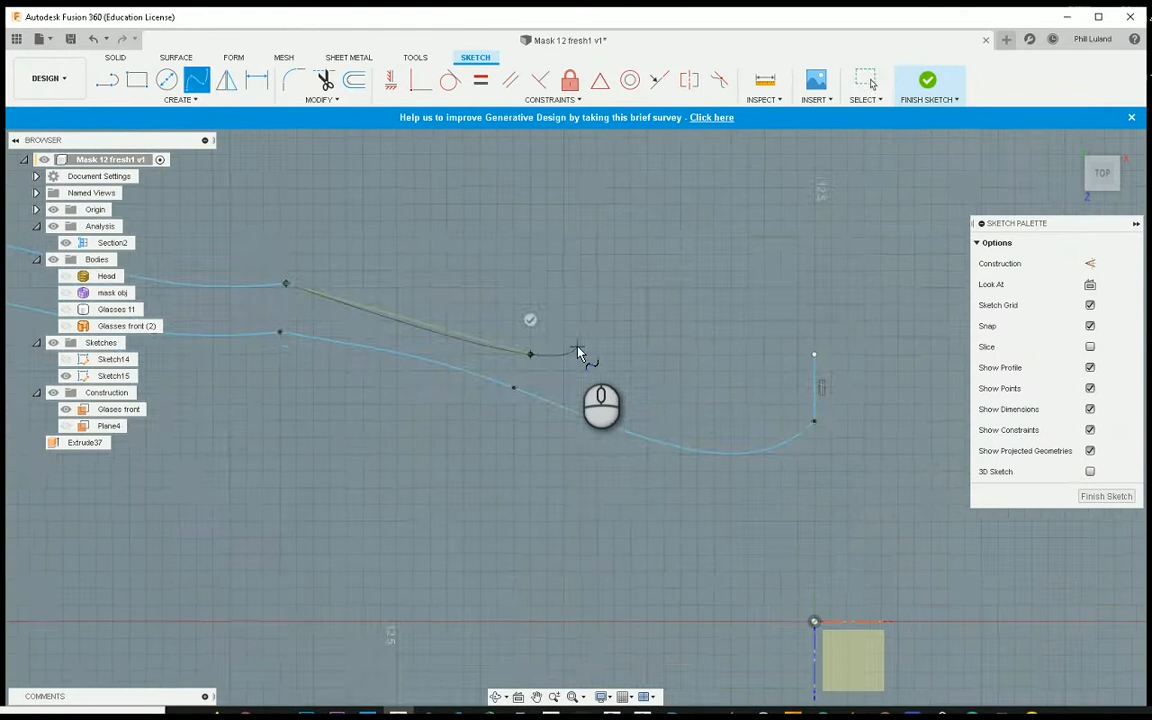 Autodesk Fusion 360 (Education License)
Mask 12 fresh1 v1*
Phill Luland
SOLID SURFACE FORM MESH SHEET METAL TOOLS SKETCH
DESIGN
CREATE MODIFY CONSTRAINTS INSPECT INSERT SELECT FINISH SKETCH
Help us to improve Generative Design by taking this brief survey - Click here
BROWSER
Mask 12 fresh1 v1
Document Settings
Named Views
Origin
Analysis
Section2
Bodies
Head
mask obj
Glasses 11
Glasses front (2)
Sketches
Sketch14
Sketch15
Construction
Glases front
Plane4
Extrude37
TOP
X
Z
SKETCH PALETTE
Options
Construction
Look At
Sketch Grid
Snap
Slice
Show Profile
Show Points
Show Dimensions
Show Constraints
Show Projected Geometries
3D Sketch
Finish Sketch
125
125
COMMENTS